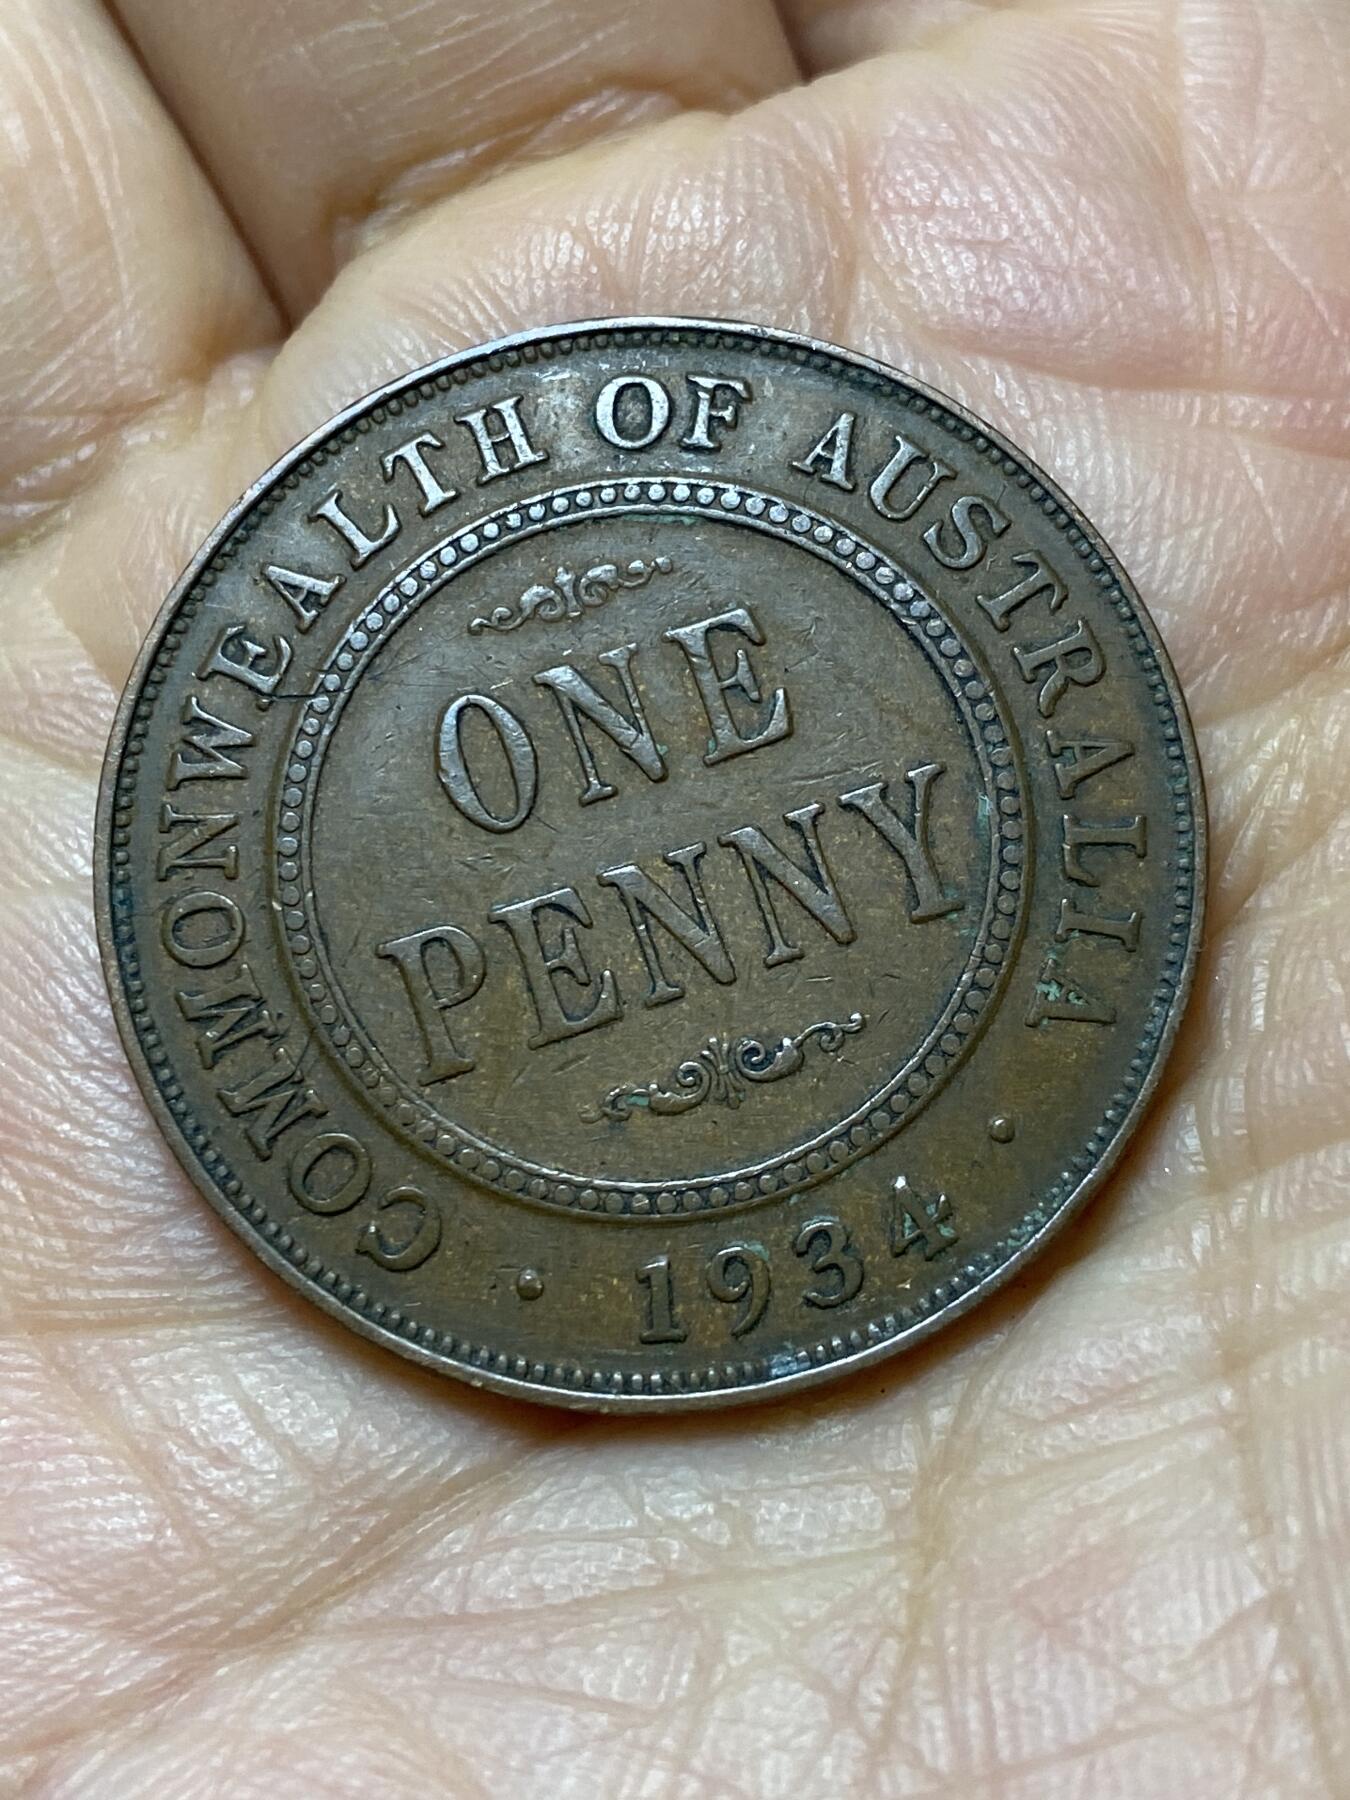 COMMONWEALTH OF AUSTRALIA
ONE
PENNY
· 1934 ·